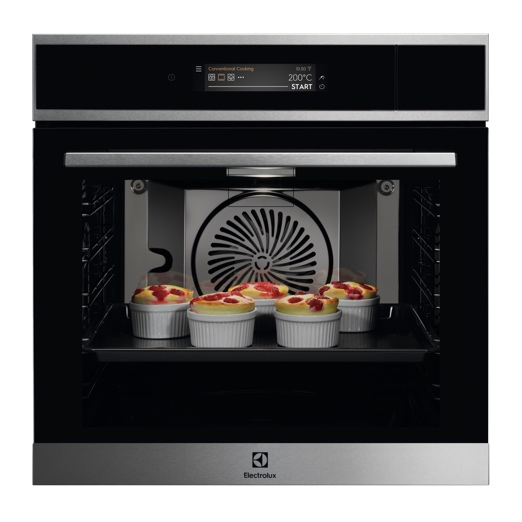 Conventional Cooking
200°C
START
Electrolux